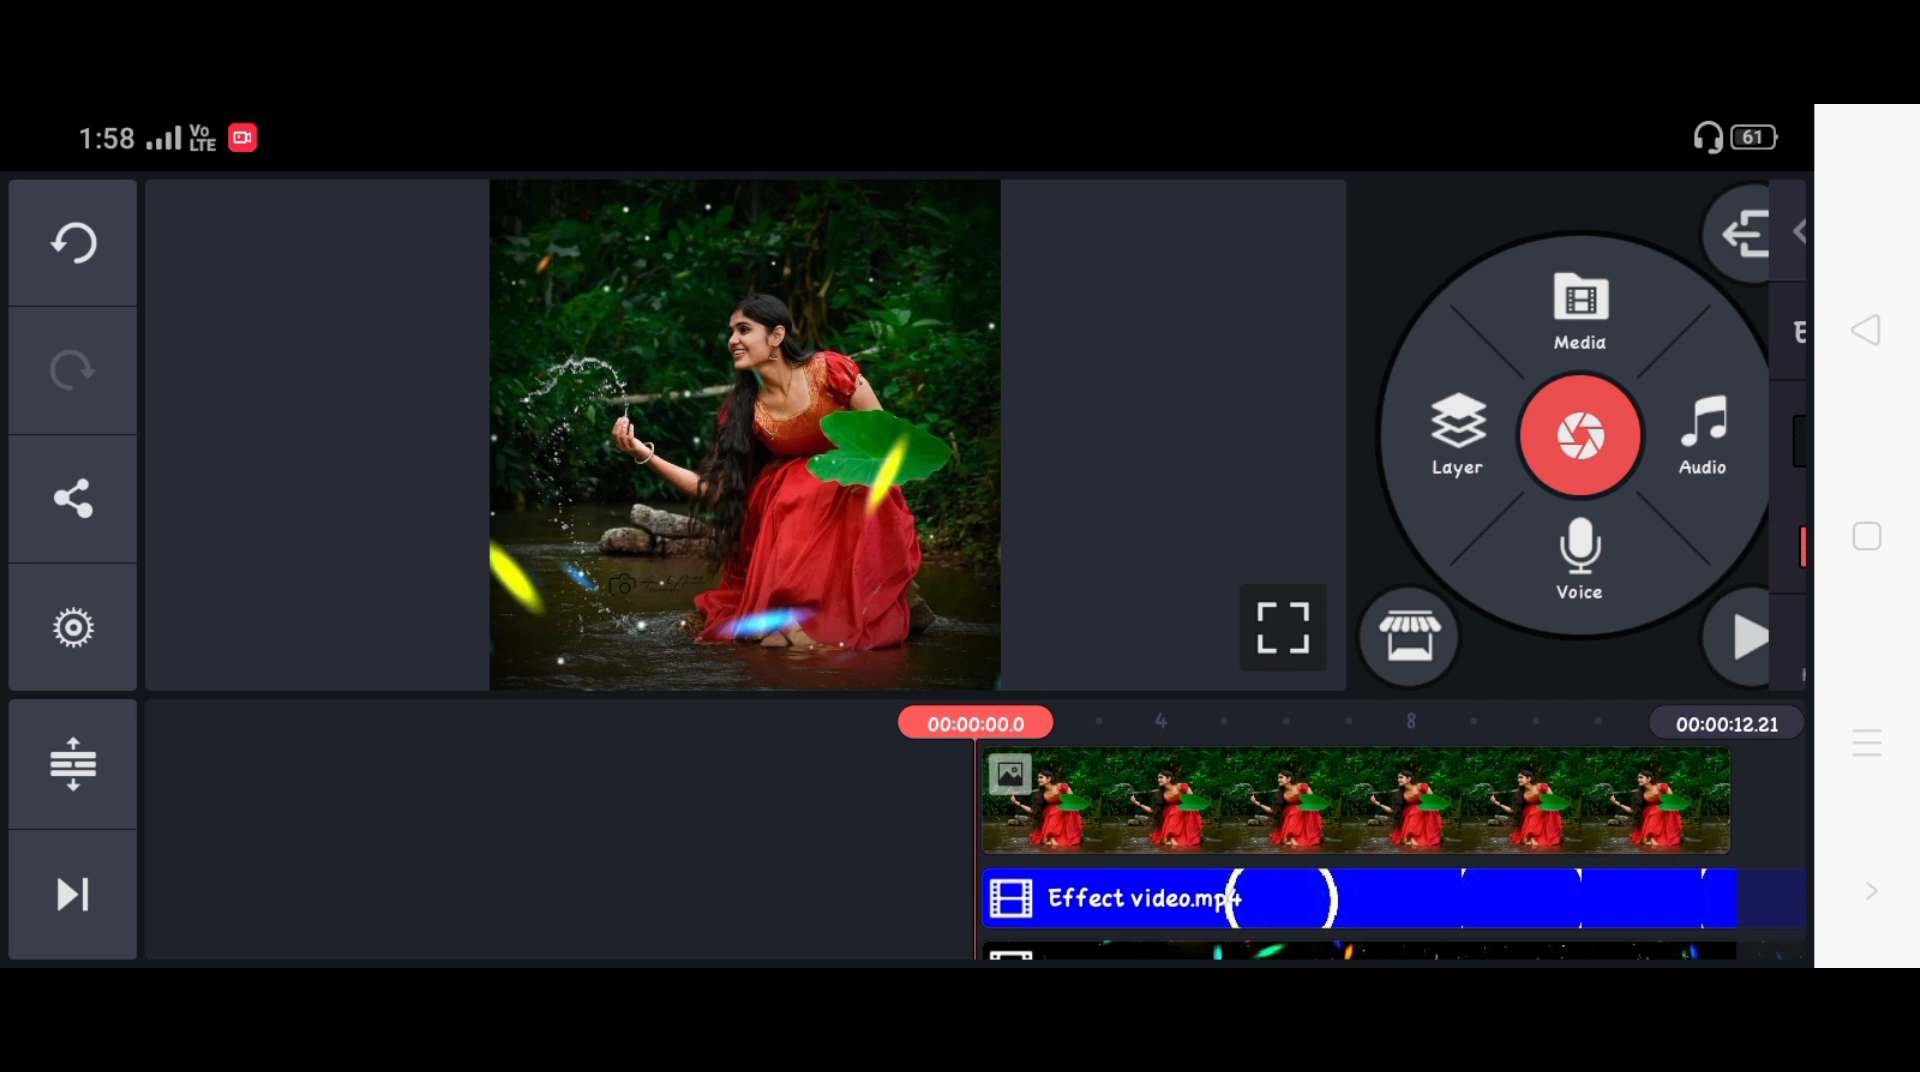 1:58 Vo LTE
61
Media
Layer
Audio
Voice
00:00:00.0
4
8
00:00:12.21
Effect video.mp4